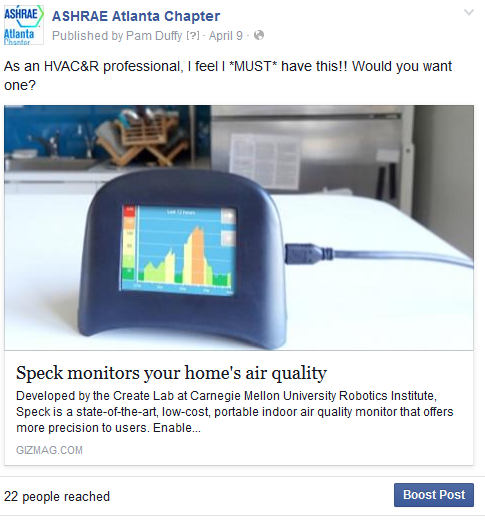 ASHRAE
Atlanta
Chapter
ASHRAE Atlanta Chapter
Published by Pam Duffy [?] · April 9 ·
As an HVAC&R professional, I feel I *MUST* have this!! Would you want
one?
Last 12 hours
Speck monitors your home's air quality
Developed by the Create Lab at Carnegie Mellon University Robotics Institute,
Speck is a state-of-the-art, low-cost, portable indoor air quality monitor that offers
more precision to users. Enable...
GIZMAG.COM
22 people reached
Boost Post